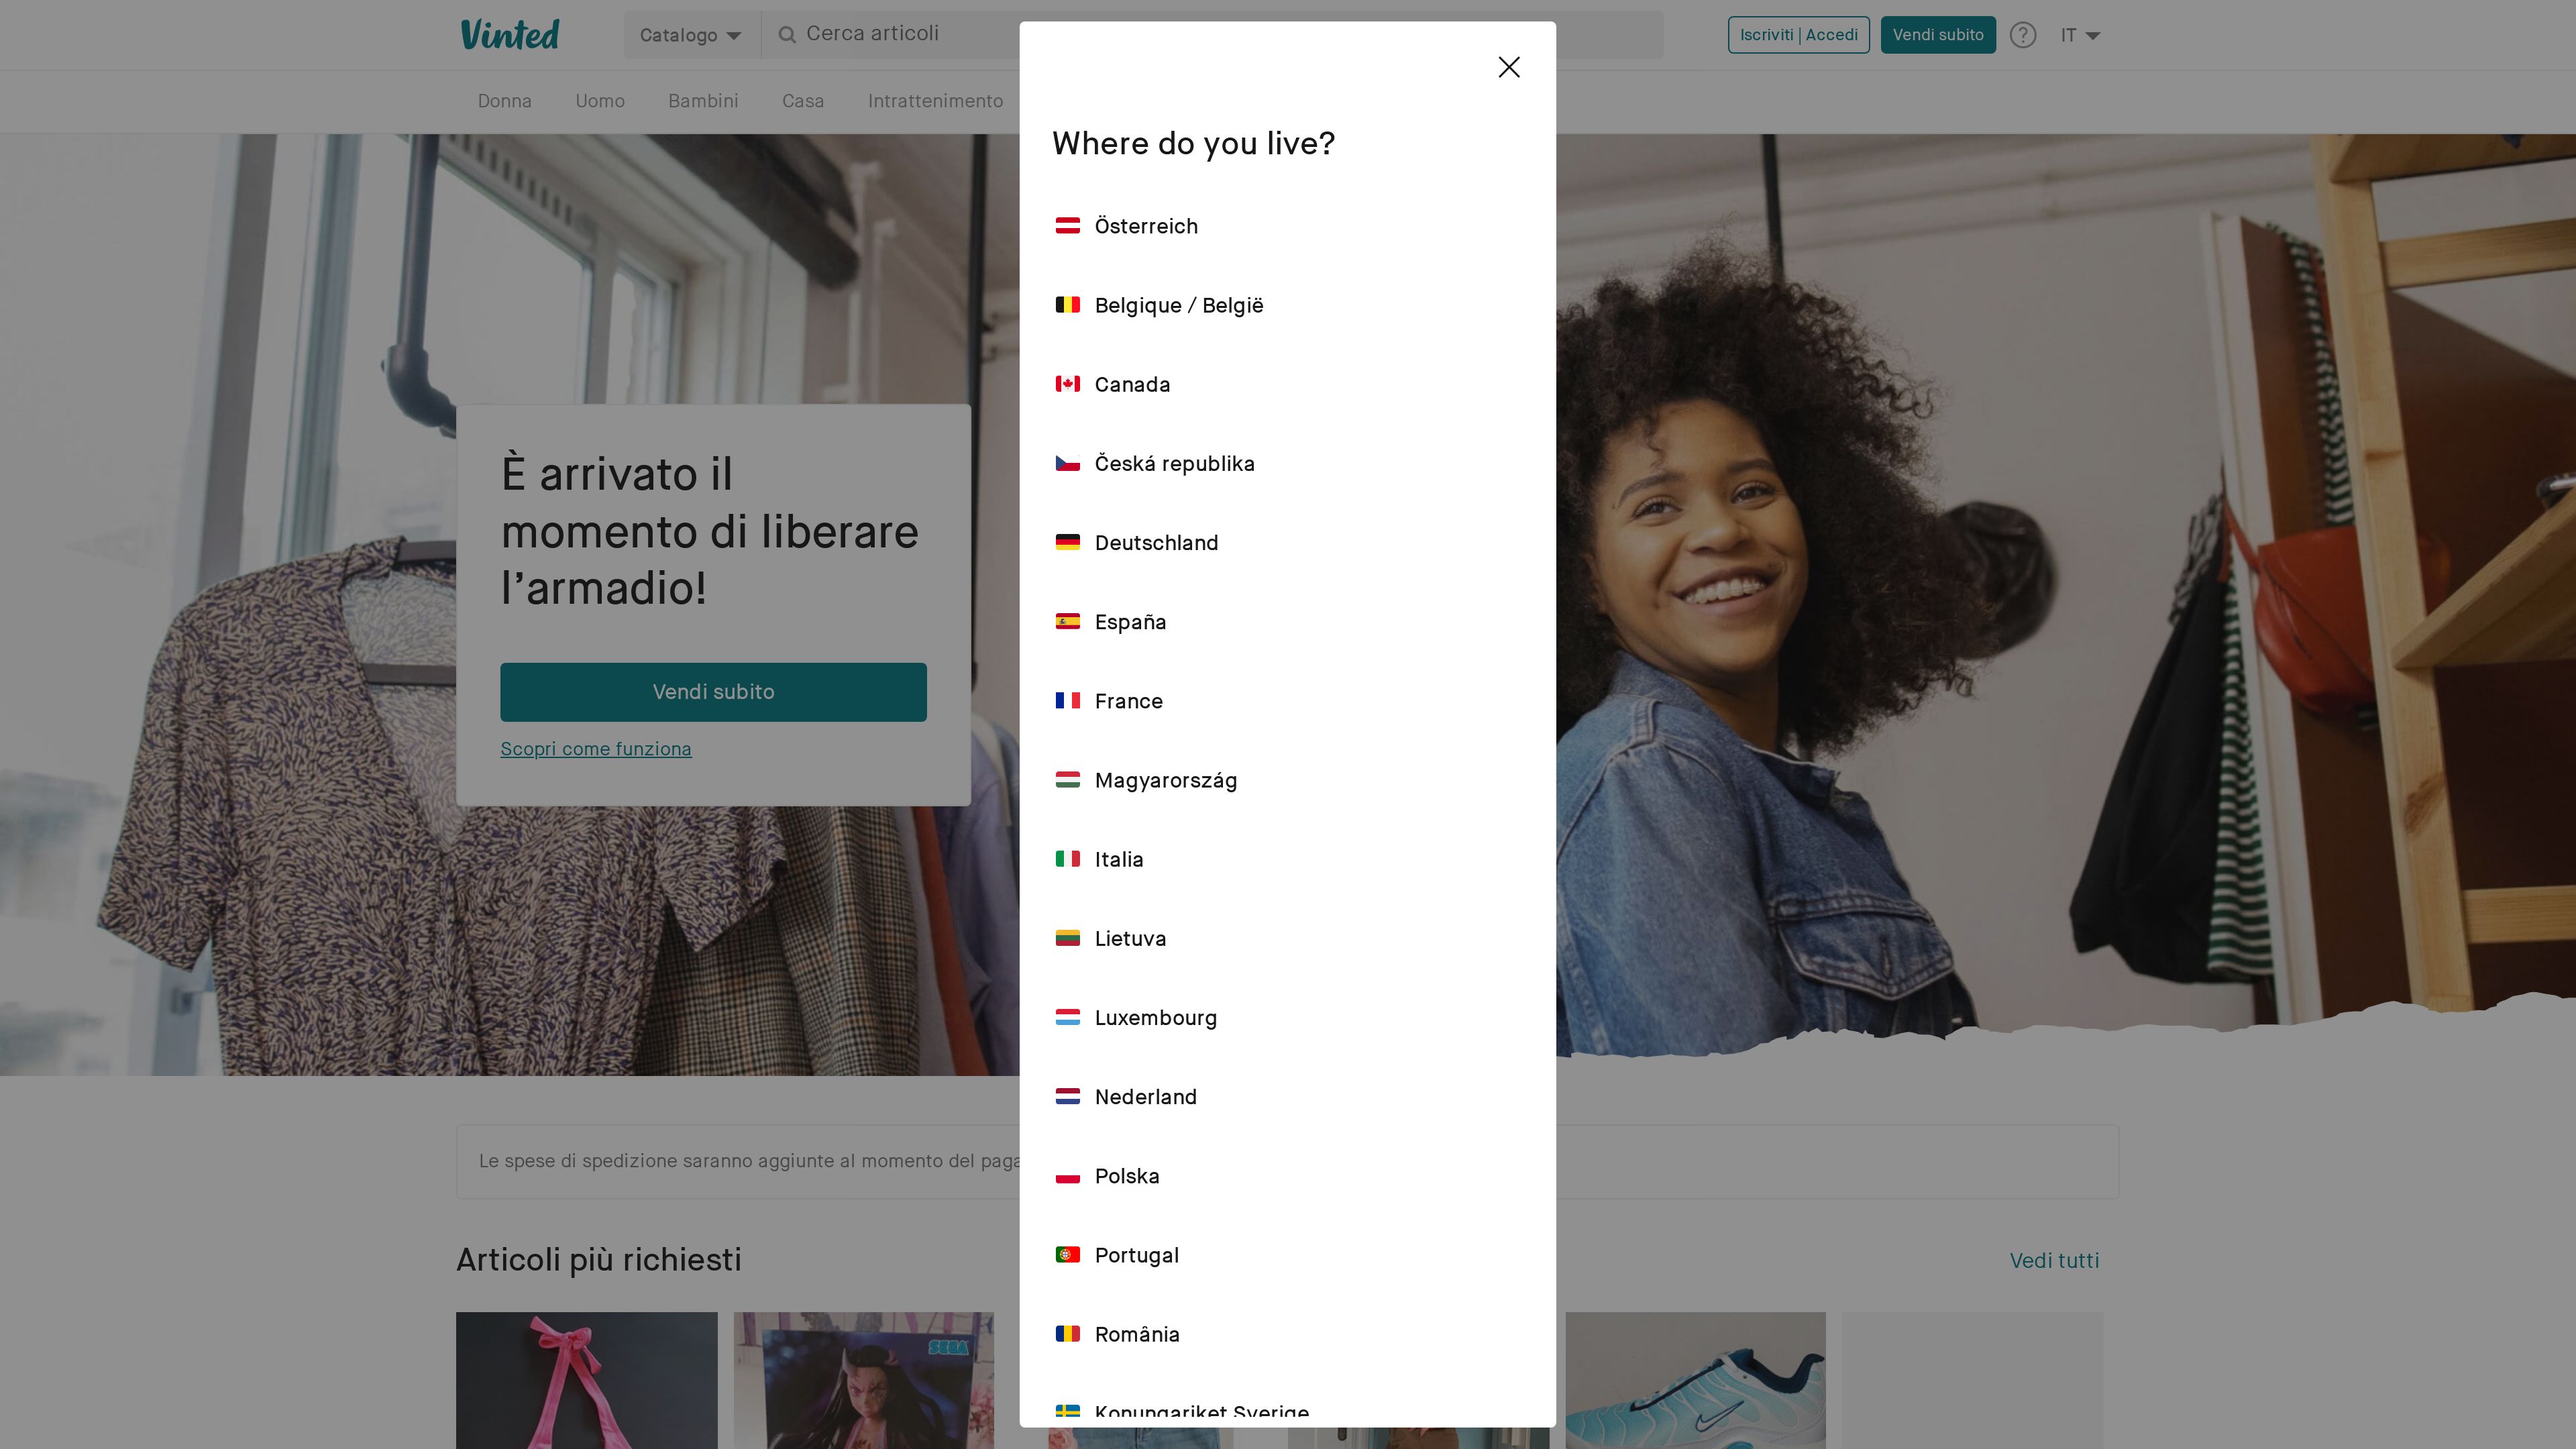 Vinted
Catalogo
Cerca articoli
Iscriviti | Accedi
Vendi subito
?
IT
Donna
Uomo
Bambini
Casa
Intrattenimento
Where do you live?
Österreich
Belgique / België
Canada
Česká republika
Deutschland
España
France
Magyarország
Italia
Lietuva
Luxembourg
Nederland
Polska
Portugal
România
Konungariket Sverige
È arrivato il
momento di liberare
l’armadio!
Vendi subito
Scopri come funziona
Le spese di spedizione saranno aggiunte al momento del
Articoli più richiesti
Vedi tutti
SEGA